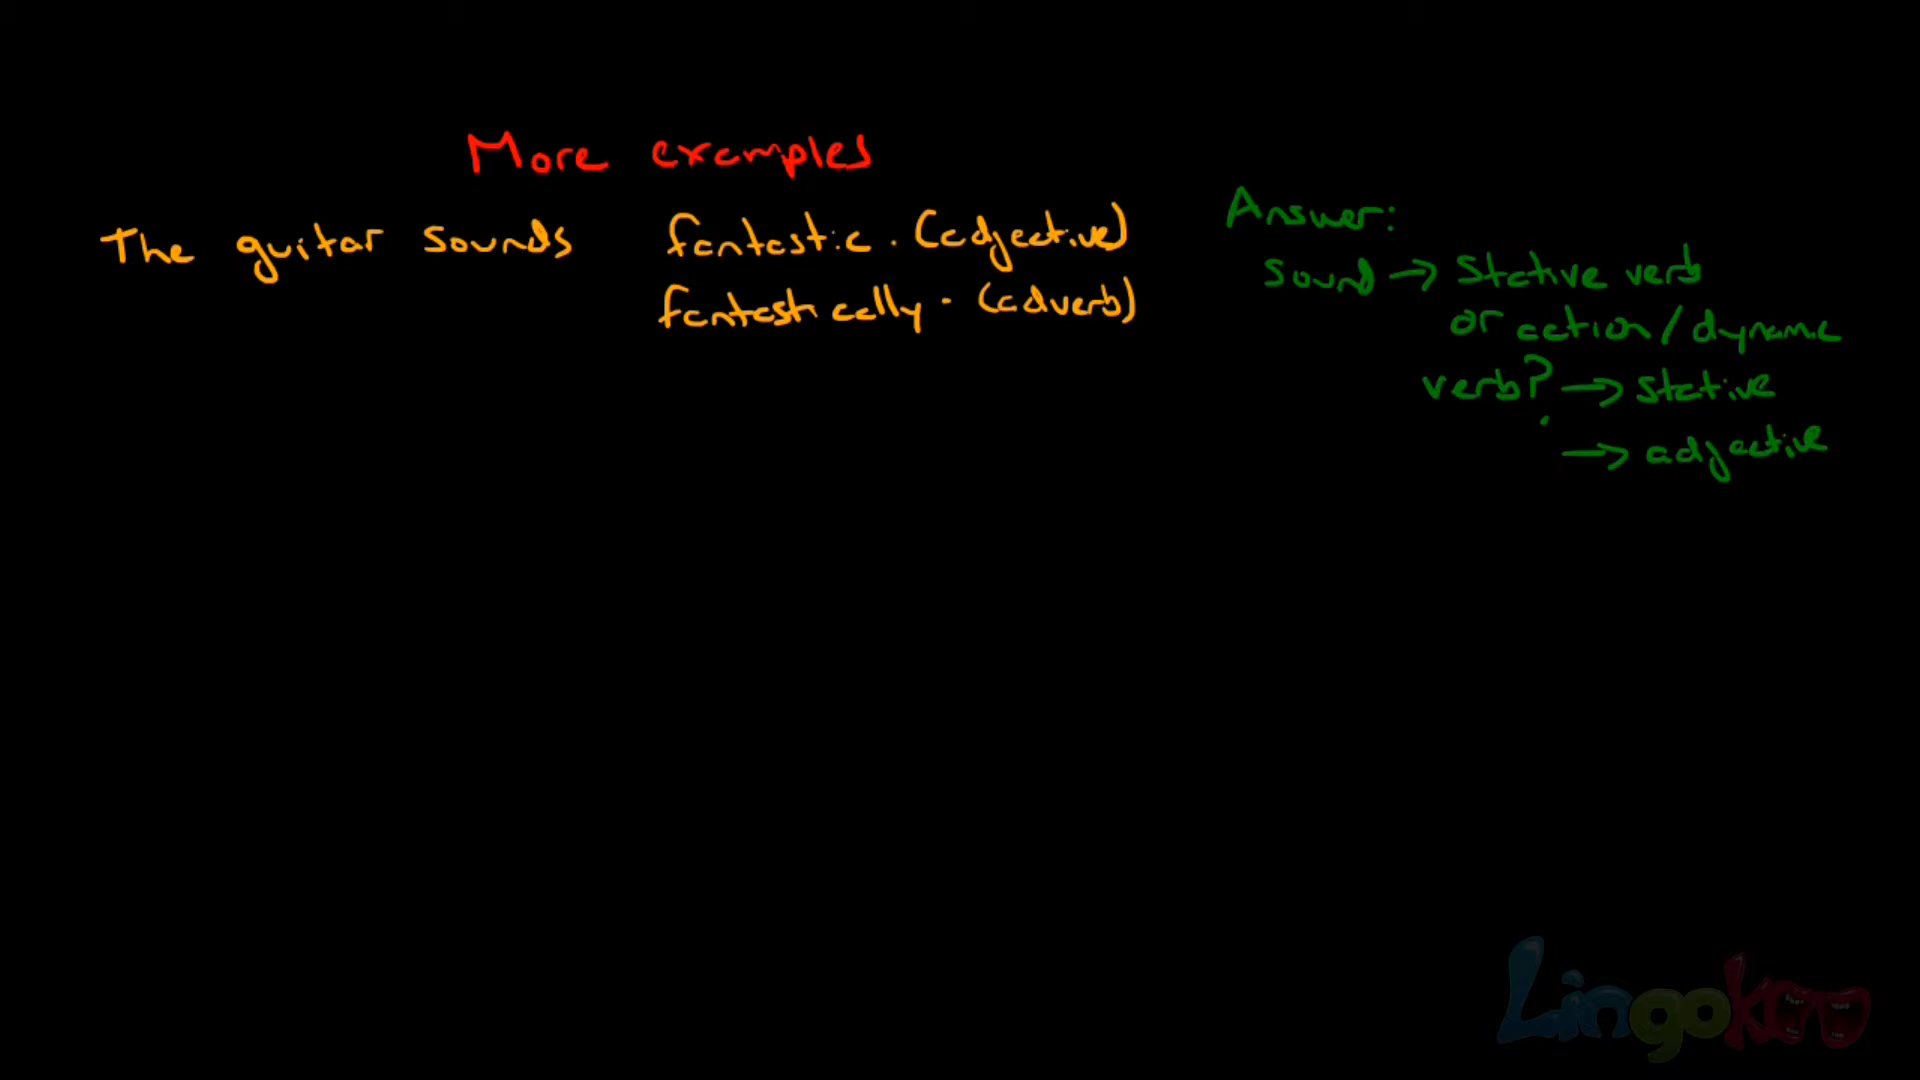 More examples
The guitar sounds fantastic. (adjective)
fantastically. (adverb)
Answer:
sound → stative verb
or action/dynamic
verb? → stative
→ adjective
Lingokoo